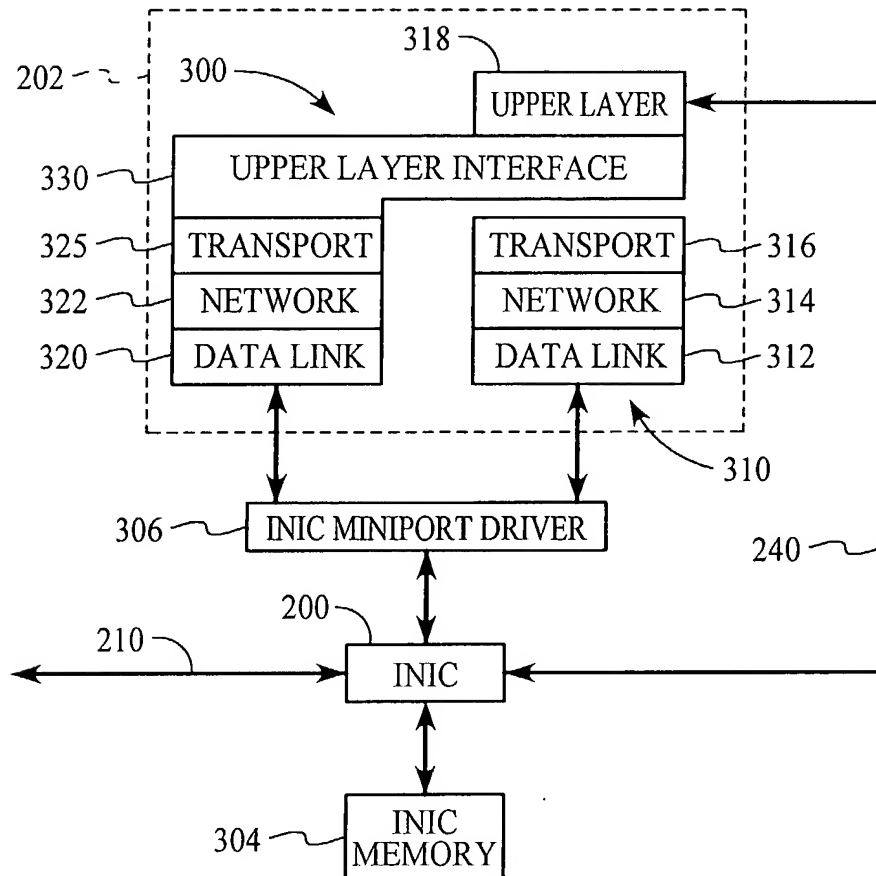 318
202
300
UPPER LAYER
330
UPPER LAYER INTERFACE
325
TRANSPORT
TRANSPORT
316
322
NETWORK
NETWORK
314
320
DATA LINK
DATA LINK
312
310
306
INIC MINIPORT DRIVER
240
200
210
INIC
304
INIC
MEMORY